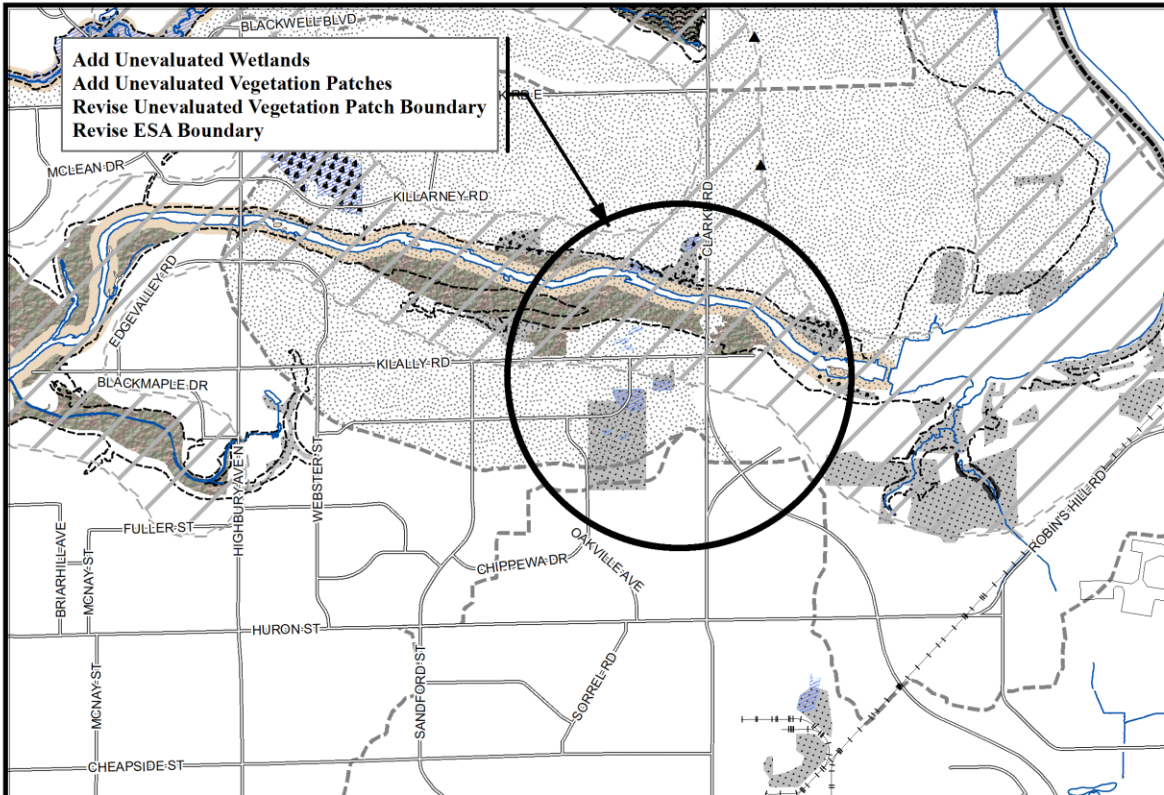 BLACKWELL BLVD
Add Unevaluated Wetlands
Add Unevaluated Vegetation Patches
Revise Unevaluated Vegetation Patch Boundary
Revise ESA Boundary
RD E
MCLEAN DR
KILLARNEY RD
CLARKE RD
EDGEVALLEY RD
KILALLY RD
BLACKMAPLE DR
HIGHBURY AVE N
WEBSTER ST
FULLER ST
BRIARHILL AVE
MCNAY ST
CHIPPEWA DR
OAKVILLE AVE
ROBIN'S HILL RD
HURON ST
MCNAY ST
SANDFORD ST
SORREL RD
CHEAPSIDE ST